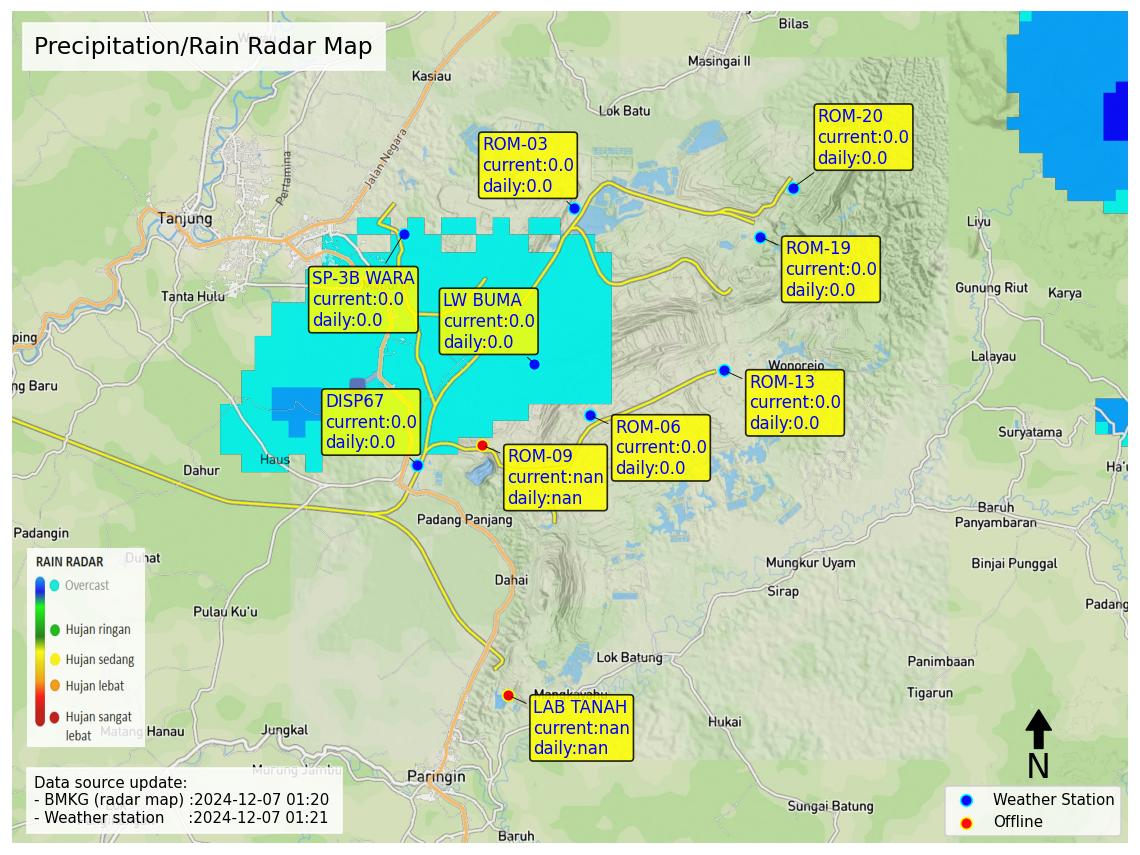 Precipitation/Rain Radar Map
Bilas
Masingai II
Kasiau
Lok Batu
Jalan Negara
Pertamina
Tanjung
Tanta Hulu
ROM-03
current:0.0
daily:0.0
ROM-20
current:0.0
daily:0.0
ROM-19
current:0.0
daily:0.0
SP-3B WARA
current:0.0
daily:0.0
LW BUMA
current:0.0
daily:0.0
Liyu
Gunung Riut
Karya
Lalayau
ping
ng Baru
Wonorejo
ROM-13
current:0.0
daily:0.0
DISP67
current:0.0
daily:0.0
ROM-06
current:0.0
daily:0.0
ROM-09
current:nan
daily:nan
Suryatama
Ha'u
Haus
Dahur
Padangin
Padang Panjang
Baruh
Panyambaran
Duhat
Dahai
Mungkur Uyam
Binjai Punggal
Sirap
Padang
Pulau Ku'u
RAIN RADAR
Overcast
Hujan ringan
Hujan sedang
Hujan lebat
Hujan sangat
lebat
Lok Batung
Panimbaan
Tigarun
Mangkayahu
LAB TANAH
current:nan
daily:nan
Hukai
Matang Hanau
Jungkal
Murung Jambu
Paringin
Sungai Batung
Baruh
Data source update:
- BMKG (radar map) :2024-12-07 01:20
- Weather station :2024-12-07 01:21
N
Weather Station
Offline